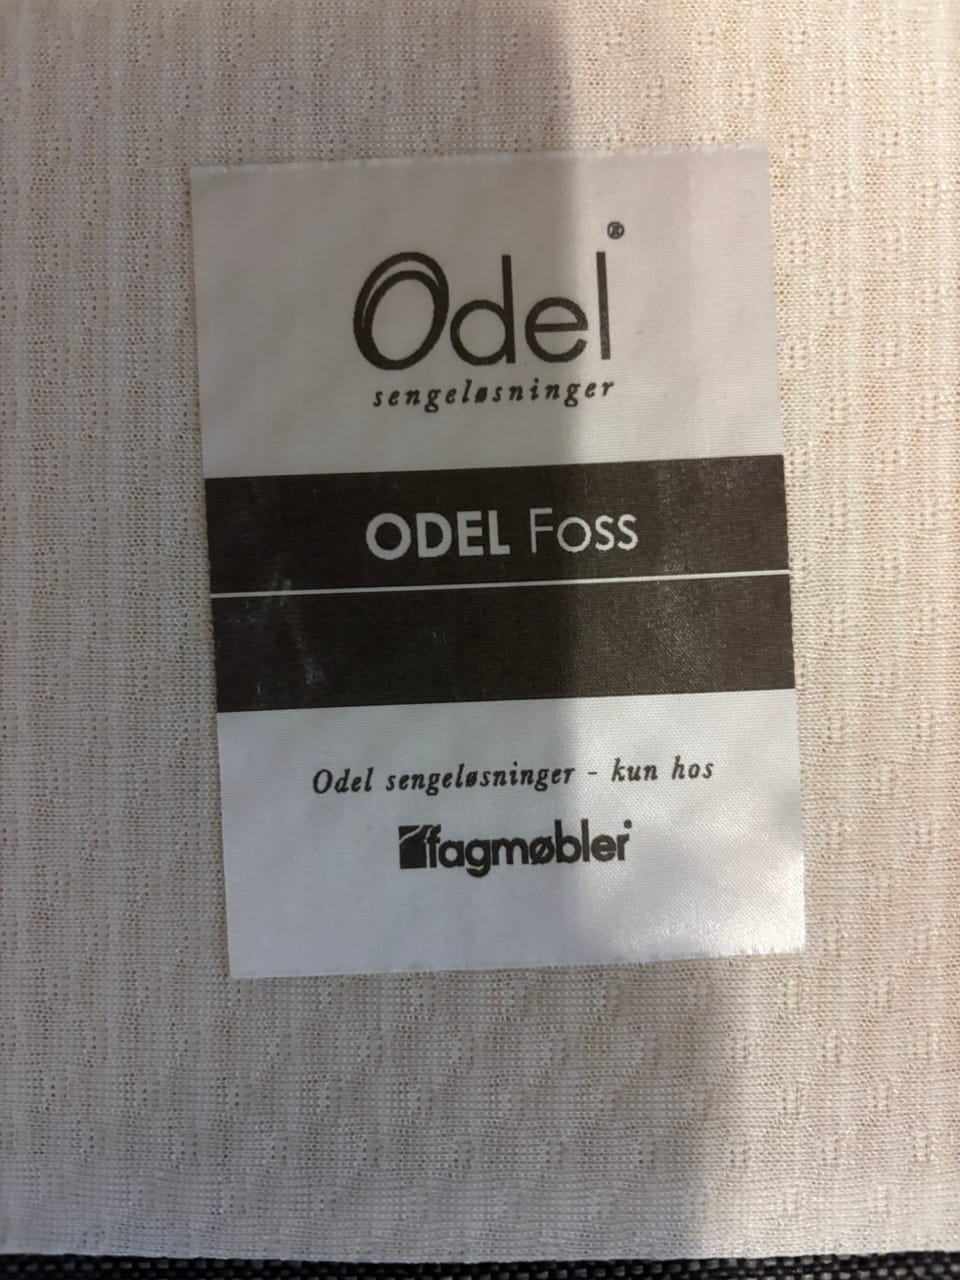 Odel®
sengeløsninger
ODEL Foss
Odel sengeløsninger - kun hos
fagmøbler